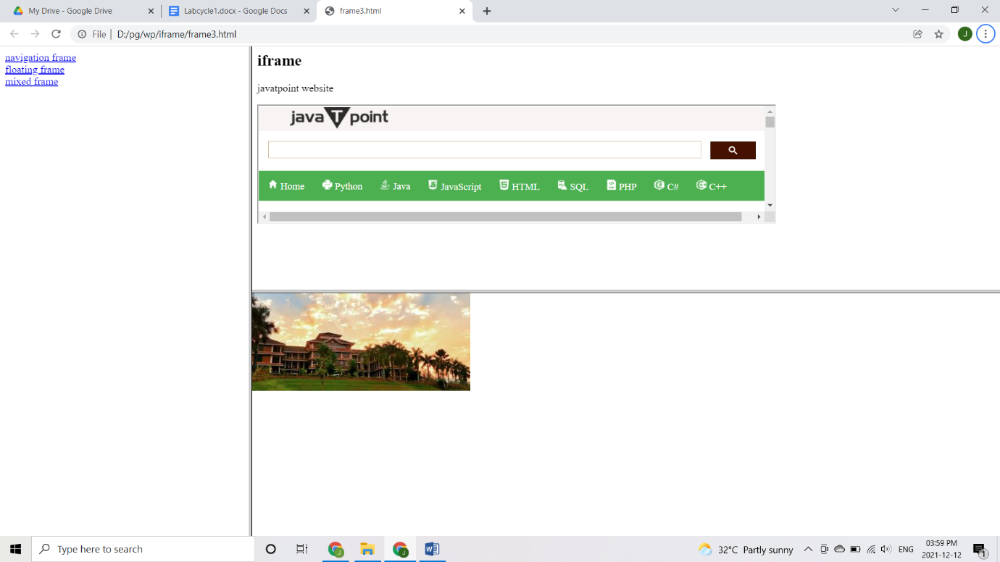 My Drive - Google Drive
Labcycle1.docx - Google Docs
frame3.html
File | D:/pg/wp/iframe/frame3.html
J
navigation frame
floating frame
mixed frame
iframe
javatpoint website
javaTpoint
Home Python Java JavaScript HTML SQL PHP C# C++
Type here to search
32°C Partly sunny
ENG
03:59 PM
2021-12-12
1